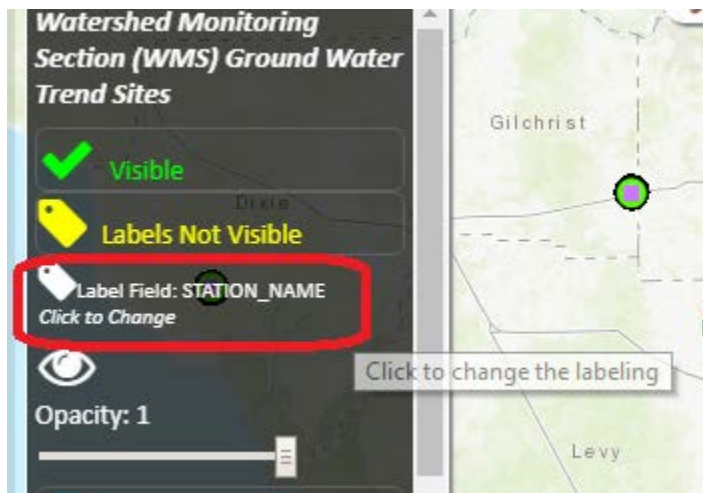 Watershed Monitoring
Section (WMS) Ground Water
Trend Sites
Visible
Dixie
Labels Not Visible
Label Field: STATION_NAME
Click to Change
Opacity: 1
Gilchrist
Click to change the labeling
Levy